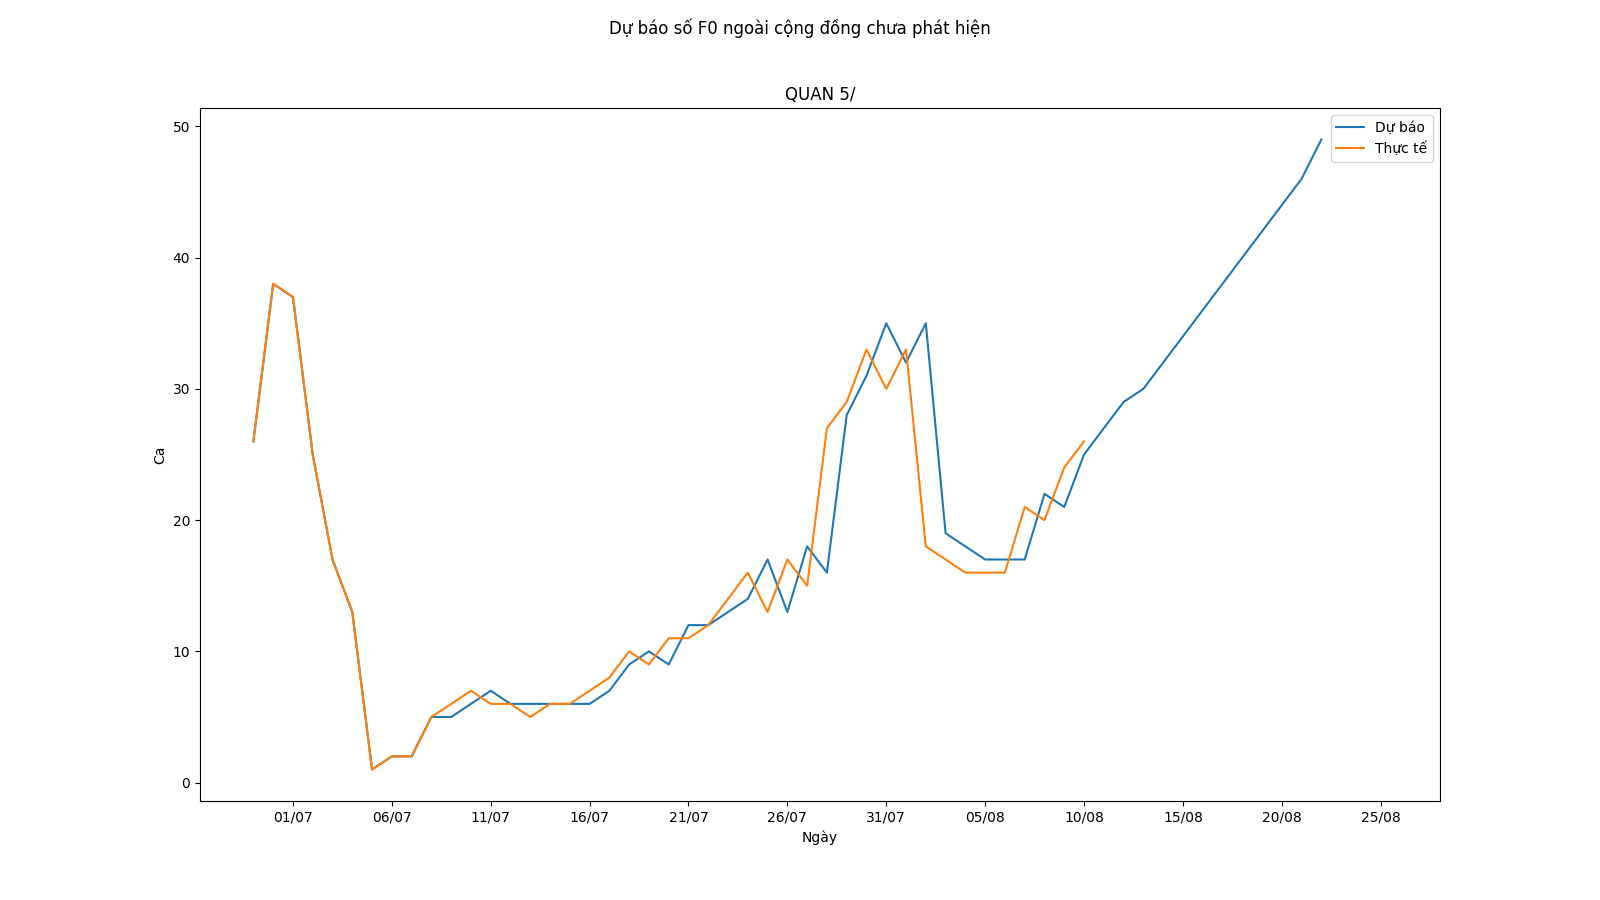 Dự báo số F0 ngoài cộng đồng chưa phát hiện
QUAN 5/
Dự báo
Thực tế
50
40
30
20
10
0
Ca
01/07 06/07 11/07 16/07 21/07 26/07 31/07 05/08 10/08 15/08 20/08 25/08
Ngày